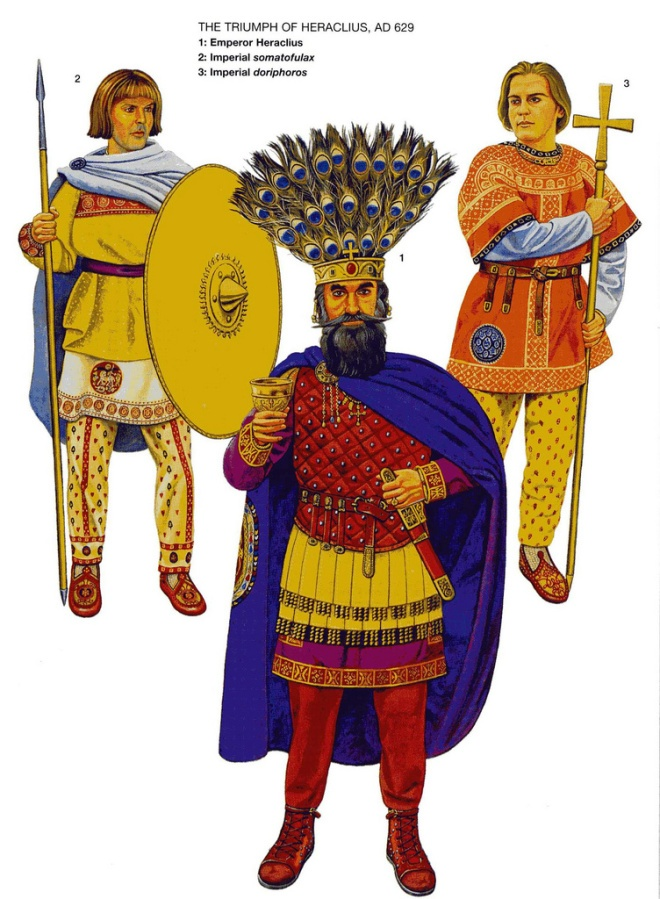 THE TRIUMPH OF HERACLIUS, AD 629
1: Emperor Heraclius
2: Imperial somatofulax
3: Imperial doriphoros
2
3
1